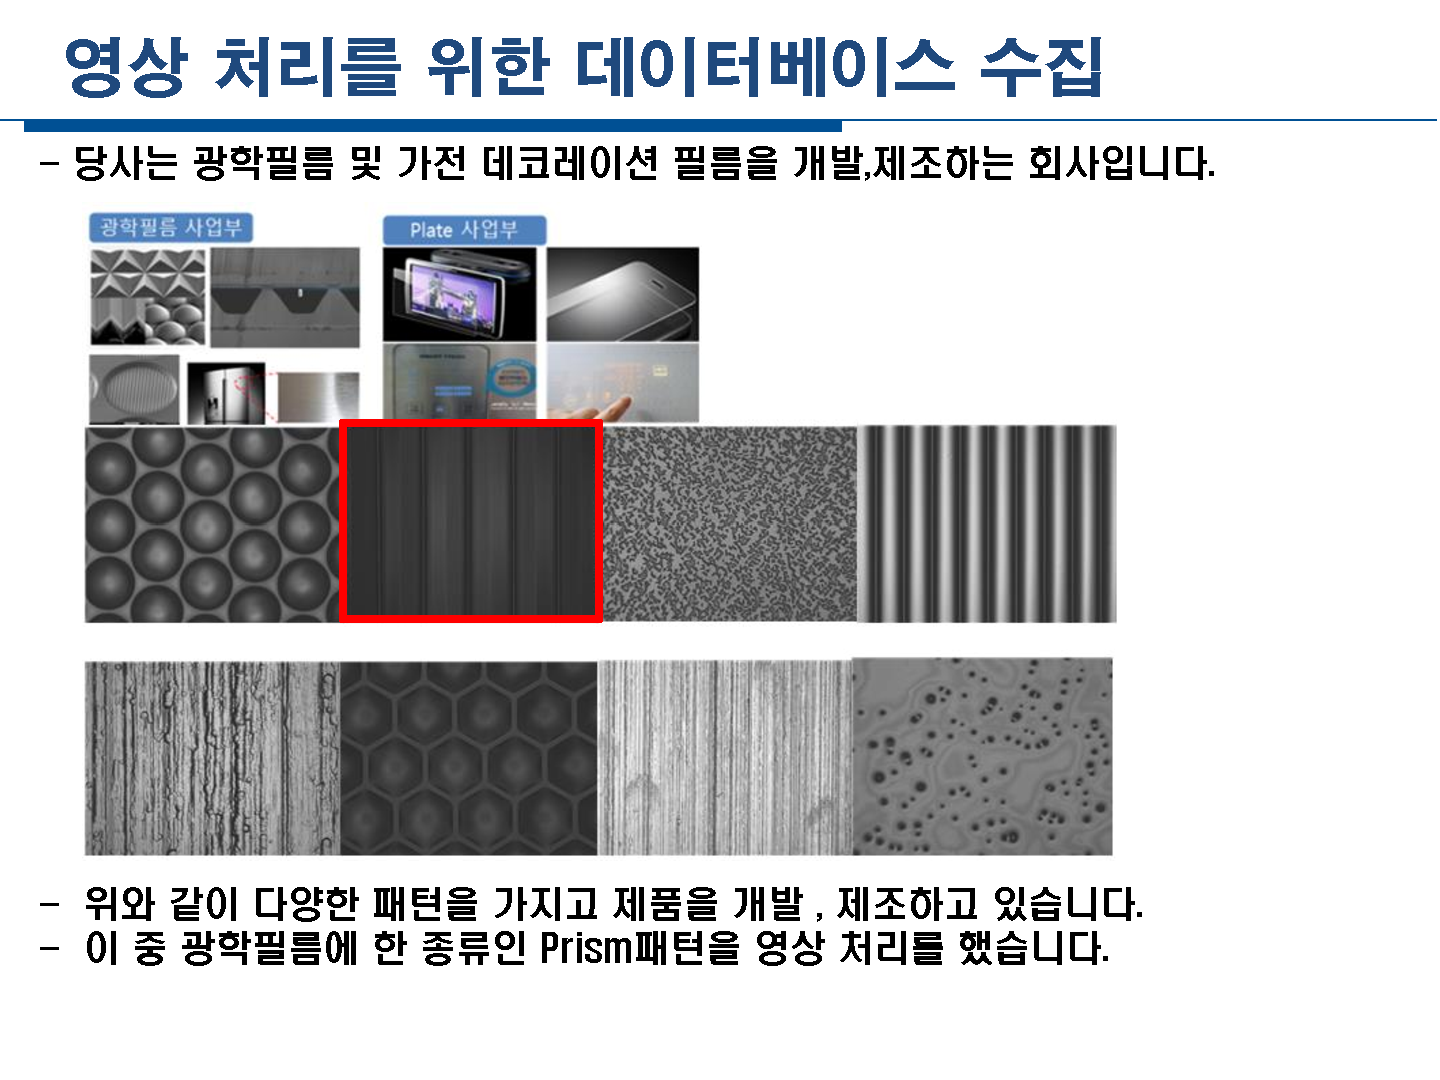 영상 처리를 위한 데이터베이스 수집
– 당사는 광학필름 및 가전 데코레이션 필름을 개발,제조하는 회사입니다.
광학필름 사업부
Plate 사업부
– 위와 같이 다양한 패턴을 가지고 제품을 개발 , 제조하고 있습니다.
– 이 중 광학필름에 한 종류인 Prism패턴을 영상 처리를 했습니다.